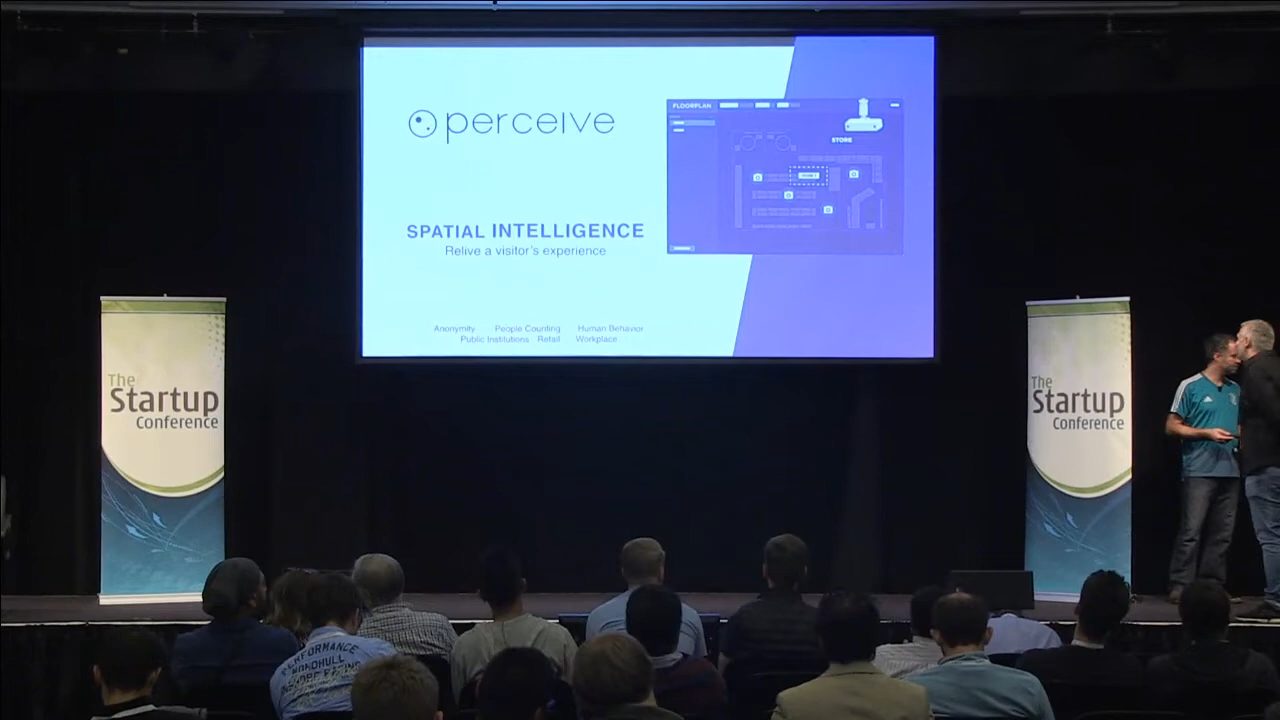 perceive
SPATIAL INTELLIGENCE
Relive a visitor's experience
Anonymity People Counting Human Behavior
Public Institutions Retail Workplace
FLOORPLAN
STORE
The
Startup
Conference
The
Startup
Conference
PERFORMANCE